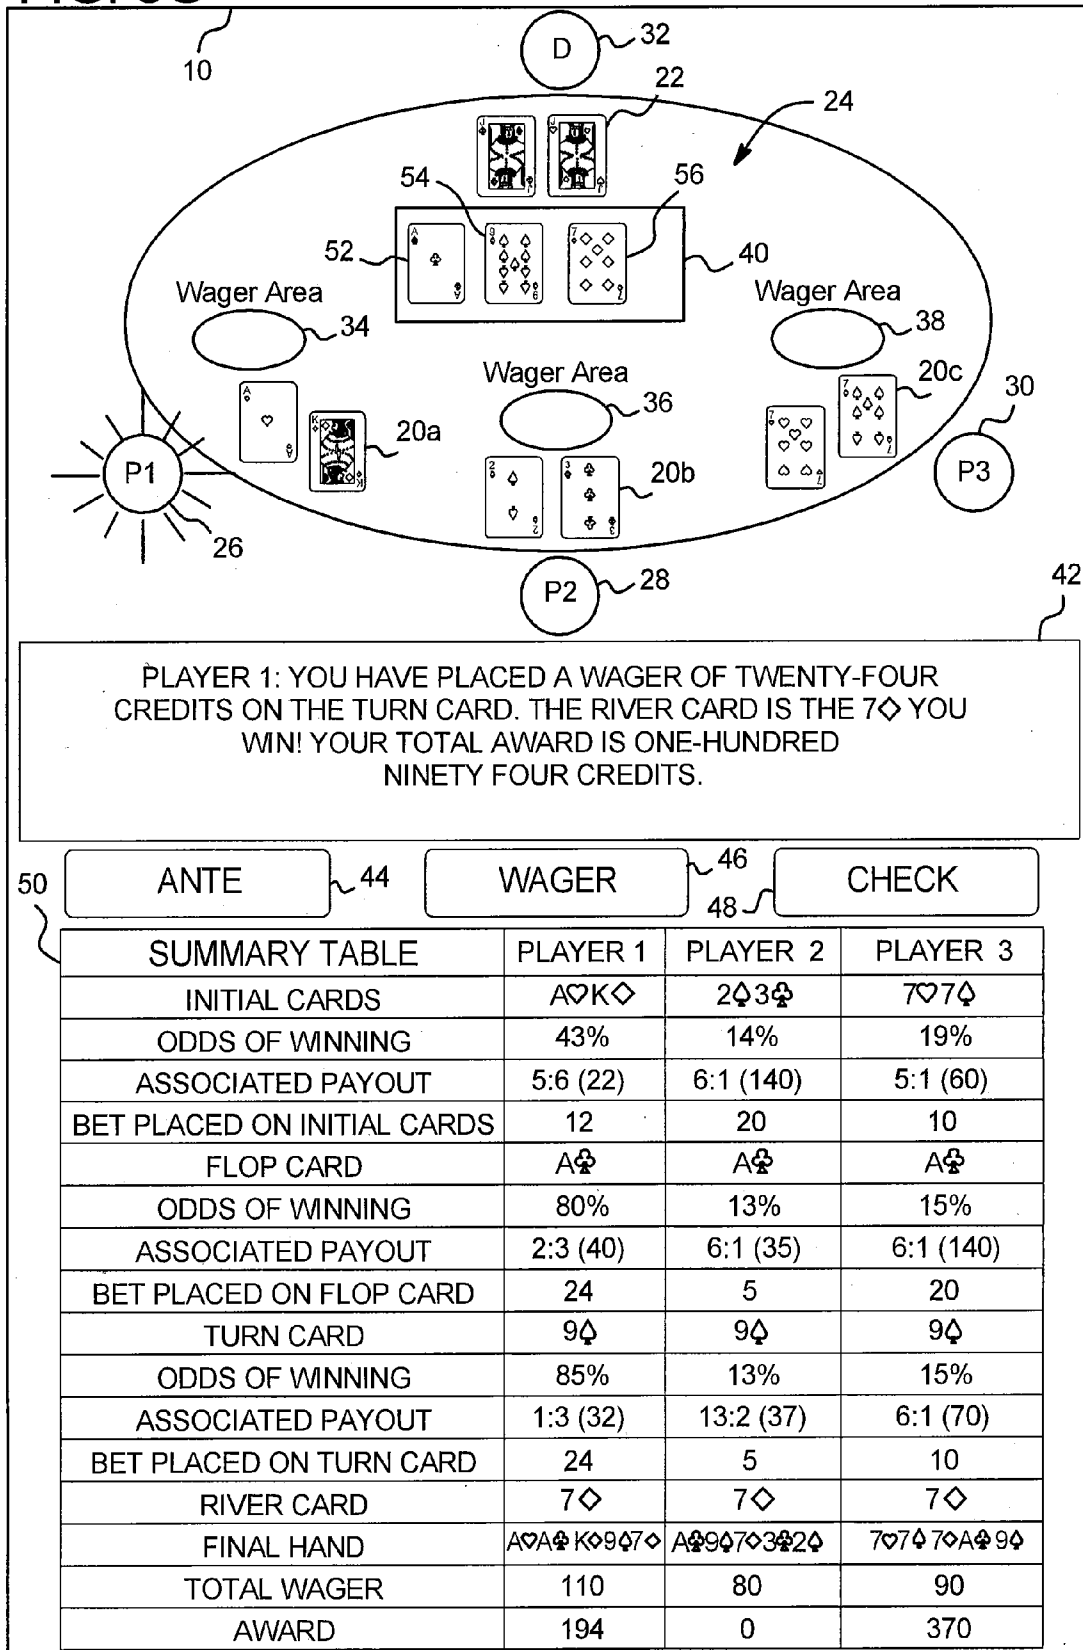 D
32
10
22
24
54
56
52
40
Wager Area
34
Wager Area
38
Wager Area
36
20a
20b
20c
30
P1
26
P3
P2
28
42
PLAYER 1: YOU HAVE PLACED A WAGER OF TWENTY-FOUR
CREDITS ON THE TURN CARD. THE RIVER CARD IS THE 7♢ YOU
WIN! YOUR TOTAL AWARD IS ONE-HUNDRED
NINETY FOUR CREDITS.
ANTE 44 WAGER 46 48 CHECK
50
SUMMARY TABLE PLAYER 1 PLAYER 2 PLAYER 3
INITIAL CARDS A♡K♢ 2♤3♧ 7♡7♤
ODDS OF WINNING 43% 14% 19%
ASSOCIATED PAYOUT 5:6 (22) 6:1 (140) 5:1 (60)
BET PLACED ON INITIAL CARDS 12 20 10
FLOP CARD A♧ A♧ A♧
ODDS OF WINNING 80% 13% 15%
ASSOCIATED PAYOUT 2:3 (40) 6:1 (35) 6:1 (140)
BET PLACED ON FLOP CARD 24 5 20
TURN CARD 9♤ 9♤ 9♤
ODDS OF WINNING 85% 13% 15%
ASSOCIATED PAYOUT 1:3 (32) 13:2 (37) 6:1 (70)
BET PLACED ON TURN CARD 24 5 10
RIVER CARD 7♢ 7♢ 7♢
FINAL HAND A♡A♧ K♢9♤7♢ A♧9♤7♢3♧2♤ 7♡7♤ 7♢A♧ 9♤
TOTAL WAGER 110 80 90
AWARD 194 0 370